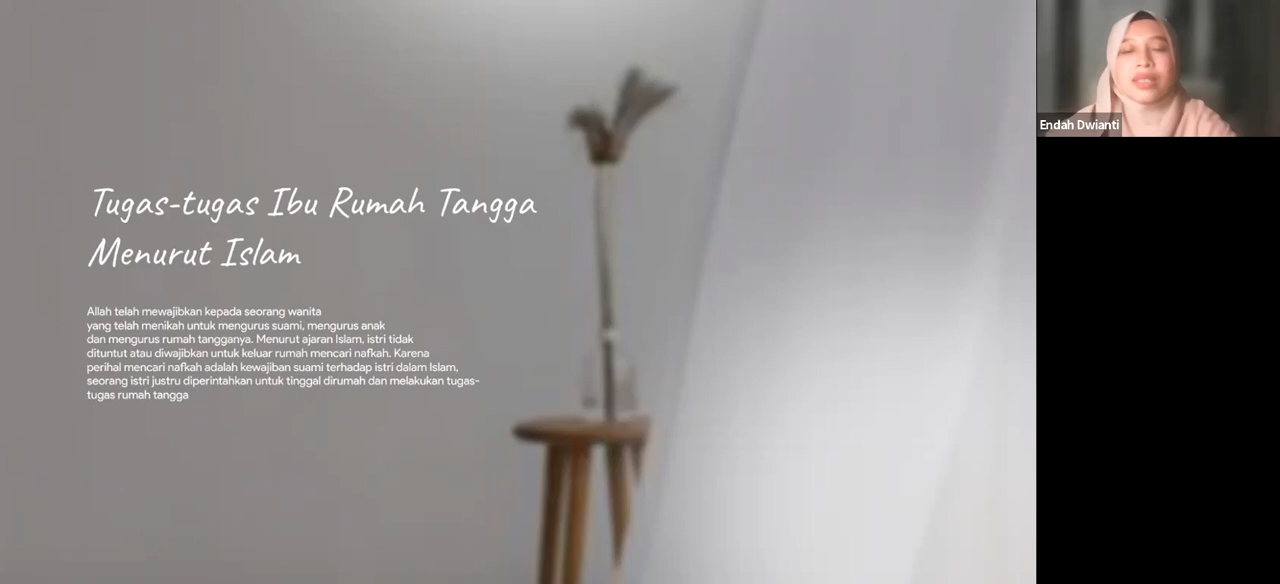 Tugas-tugas Ibu Rumah Tangga
Menurut Islam
Allah telah mewajibkan kepada seorang wanita
yang telah menikah untuk mengurus suami, mengurus anak
dan mengurus rumah tangganya. Menurut ajaran Islam, istri tidak
dituntut atau diwajibkan untuk keluar rumah mencari nafkah. Karena
perihal mencari nafkah adalah kewajiban suami terhadap istri dalam Islam,
seorang istri justru diperintahkan untuk tinggal dirumah dan melakukan tugas-
tugas rumah tangga
Endah Dwianti